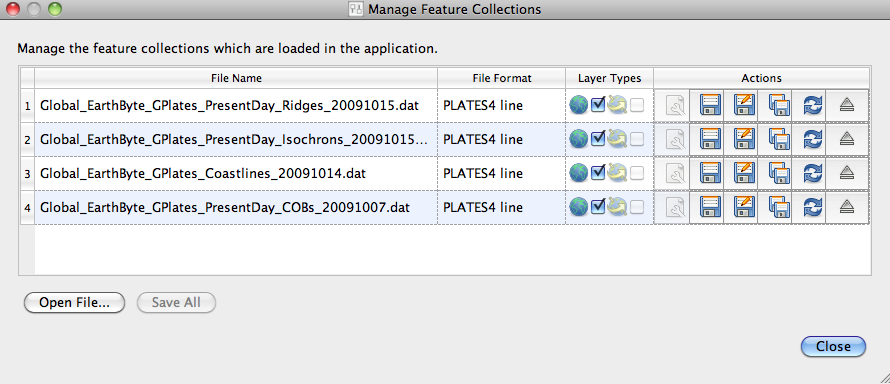 Manage Feature Collections
Manage the feature collections which are loaded in the application.
File Name File Format Layer Types Actions
1 Global_EarthByte_GPlates_PresentDay_Ridges_20091015.dat PLATES4 line
2 Global_EarthByte_GPlates_PresentDay_Isochrons_20091015... PLATES4 line
3 Global_EarthByte_GPlates_Coastlines_20091014.dat PLATES4 line
4 Global_EarthByte_GPlates_PresentDay_COBs_20091007.dat PLATES4 line
Open File... Save All
Close